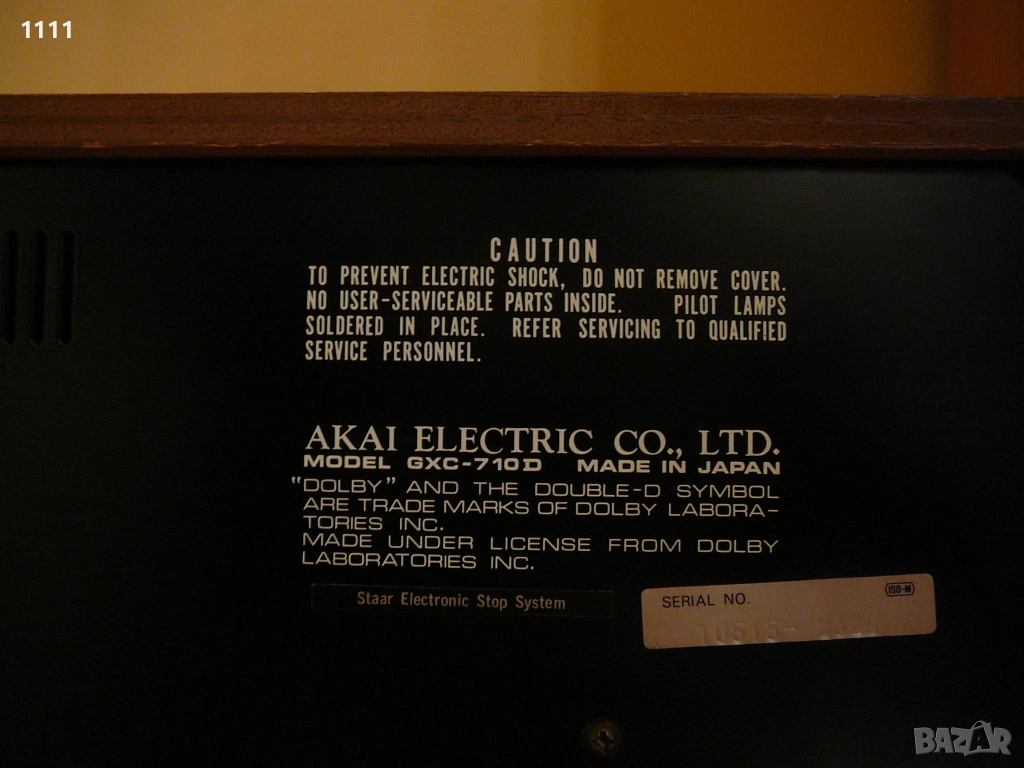 1111
CAUTION
TO PREVENT ELECTRIC SHOCK, DO NOT REMOVE COVER.
NO USER-SERVICEABLE PARTS INSIDE. PILOT LAMPS
SOLDERED IN PLACE. REFER SERVICING TO QUALIFIED
SERVICE PERSONNEL.
AKAI ELECTRIC CO., LTD.
MODEL GXC-710D MADE IN JAPAN
"DOLBY" AND THE DOUBLE-D SYMBOL
ARE TRADE MARKS OF DOLBY LABORA-
TORIES INC.
MADE UNDER LICENSE FROM DOLBY
LABORATORIES INC.
Staar Electronic Stop System
SERIAL NO.
ISO-M
BAZAR